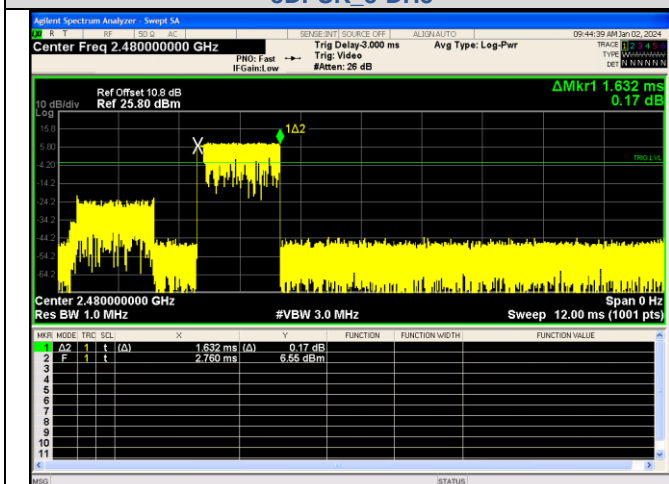 Agilent Spectrum Analyzer - Swept SA
R T RF 50 Ω AC SENSE:INT SOURCE OFF ALIGNAUTO 09:44:39 AM Jan 02, 2024
Center Freq 2.480000000 GHz
PNO: Fast
IFGain:Low
Trig Delay-3.000 ms
Trig: Video
#Atten: 26 dB
Avg Type: Log-Pwr
TRACE 1 2 3 4 5 6
TYPE WWWWWW
DET N N N N N N
ΔMkr1 1.632 ms
0.17 dB
Ref Offset 10.8 dB
10 dB/div Ref 25.80 dBm
Log
15.8
5.80
-4.20
-14.2
-24.2
-34.2
-44.2
-54.2
-64.2
X
1Δ2
TRIG LVL
Center 2.480000000 GHz Span 0 Hz
Res BW 1.0 MHz #VBW 3.0 MHz Sweep 12.00 ms (1001 pts)
MKR MODE TRC SCL X Y FUNCTION FUNCTION WIDTH FUNCTION VALUE
1 Δ2 1 t (Δ) 1.632 ms (Δ) 0.17 dB
2 F 1 t 2.760 ms 6.55 dBm
3
4
5
6
7
8
9
10
11
MSG STATUS